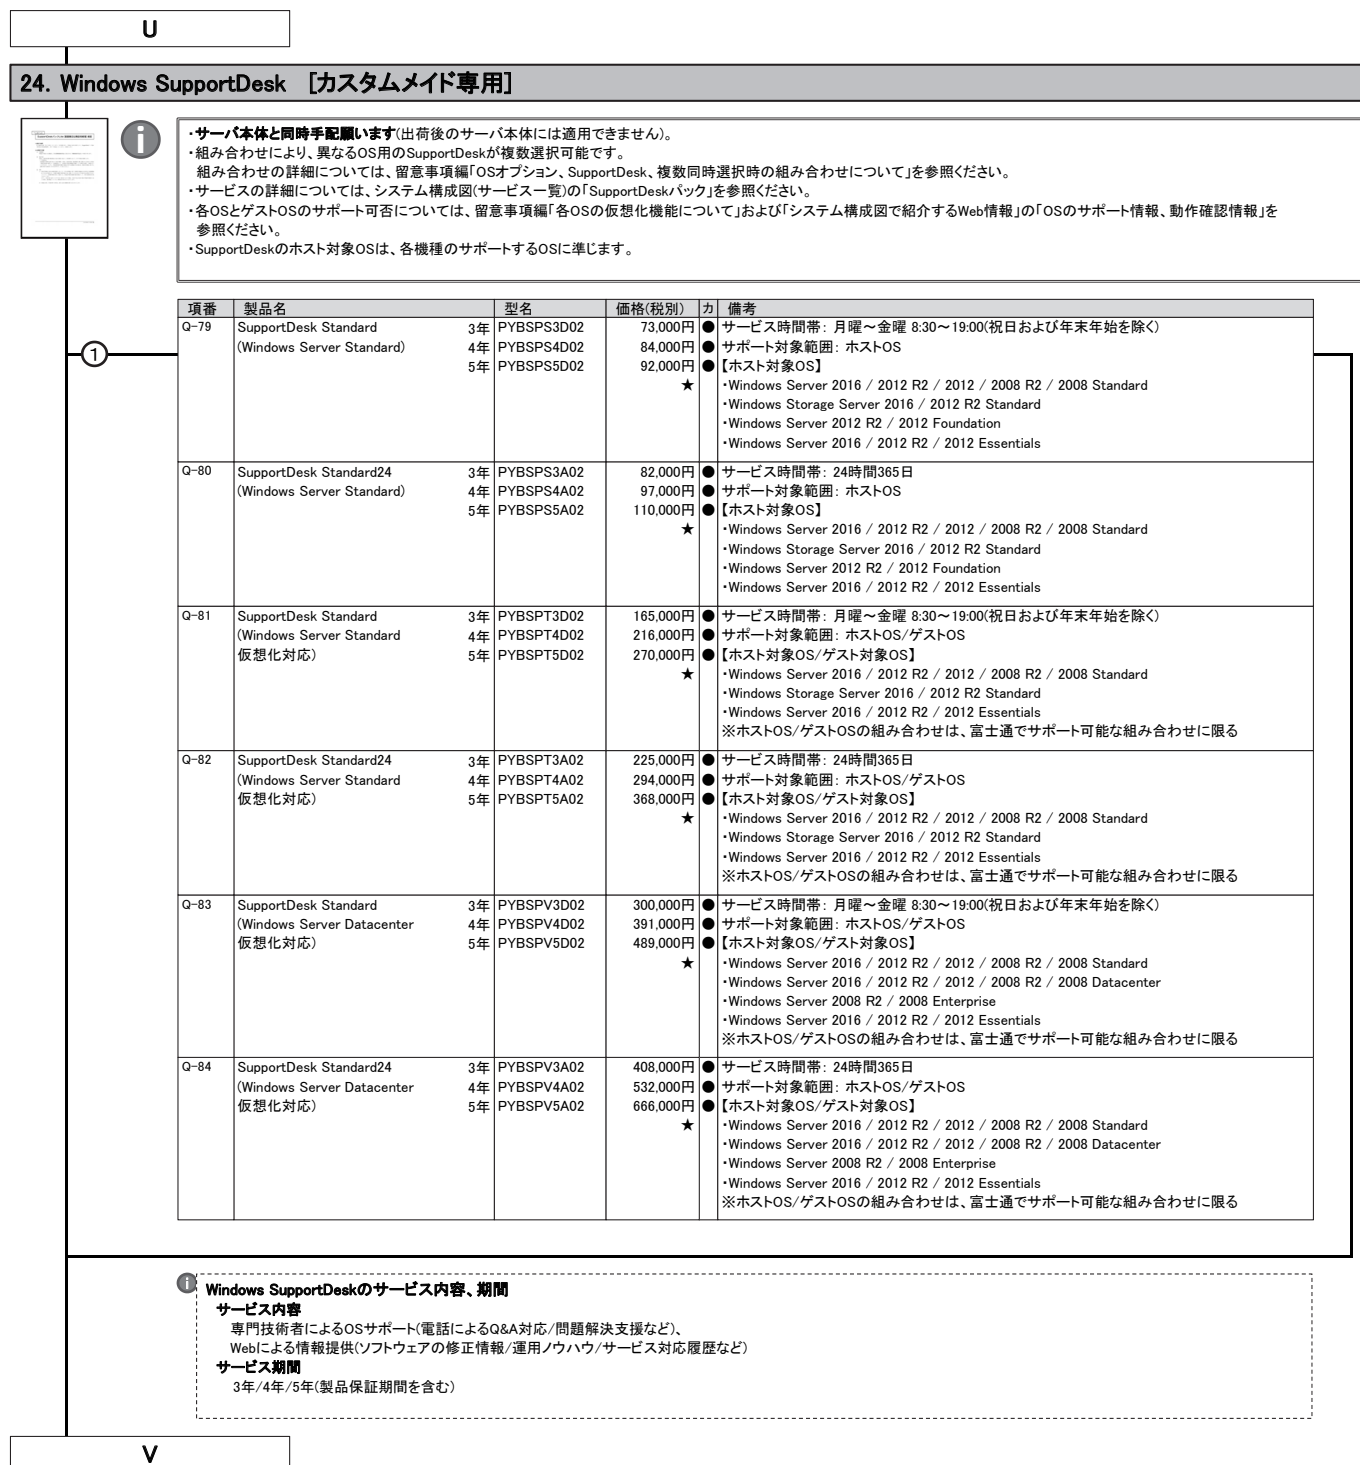 U
24. Windows SupportDesk [カスタムメイド専用]
・サーバ本体と同時手配願います(出荷後のサーバ本体には適用できません)。
・組み合わせにより、異なるOS用のSupportDeskが複数選択可能です。
組み合わせの詳細については、留意事項編「OSオプション、SupportDesk、複数同時選択時の組み合わせについて」を参照ください。
・サービスの詳細については、システム構成図(サービス一覧)の「SupportDeskパック」を参照ください。
・各OSとゲストOSのサポート可否については、留意事項編「各OSの仮想化機能について」および「システム構成図で紹介するWeb情報」の「OSのサポート情報、動作確認情報」を
参照ください。
・SupportDeskのホスト対象OSは、各機種のサポートするOSに準じます。
項番 製品名 型名 価格(税別) カ 備考
①
Q-79 SupportDesk Standard 3年 PYBSPS3D02 73,000円 ● サービス時間帯: 月曜～金曜 8:30～19:00(祝日および年末年始を除く)
(Windows Server Standard) 4年 PYBSPS4D02 84,000円 ● サポート対象範囲: ホストOS
5年 PYBSPS5D02 92,000円 ● 【ホスト対象OS】
★ ・Windows Server 2016 / 2012 R2 / 2012 / 2008 R2 / 2008 Standard
・Windows Storage Server 2016 / 2012 R2 Standard
・Windows Server 2012 R2 / 2012 Foundation
・Windows Server 2016 / 2012 R2 / 2012 Essentials
Q-80 SupportDesk Standard24 3年 PYBSPS3A02 82,000円 ● サービス時間帯: 24時間365日
(Windows Server Standard) 4年 PYBSPS4A02 97,000円 ● サポート対象範囲: ホストOS
5年 PYBSPS5A02 110,000円 ● 【ホスト対象OS】
★ ・Windows Server 2016 / 2012 R2 / 2012 / 2008 R2 / 2008 Standard
・Windows Storage Server 2016 / 2012 R2 Standard
・Windows Server 2012 R2 / 2012 Foundation
・Windows Server 2016 / 2012 R2 / 2012 Essentials
Q-81 SupportDesk Standard 3年 PYBSPT3D02 165,000円 ● サービス時間帯: 月曜～金曜 8:30～19:00(祝日および年末年始を除く)
(Windows Server Standard 4年 PYBSPT4D02 216,000円 ● サポート対象範囲: ホストOS/ゲストOS
仮想化対応) 5年 PYBSPT5D02 270,000円 ● 【ホスト対象OS/ゲスト対象OS】
★ ・Windows Server 2016 / 2012 R2 / 2012 / 2008 R2 / 2008 Standard
・Windows Storage Server 2016 / 2012 R2 Standard
・Windows Server 2016 / 2012 R2 / 2012 Essentials
※ホストOS/ゲストOSの組み合わせは、富士通でサポート可能な組み合わせに限る
Q-82 SupportDesk Standard24 3年 PYBSPT3A02 225,000円 ● サービス時間帯: 24時間365日
(Windows Server Standard 4年 PYBSPT4A02 294,000円 ● サポート対象範囲: ホストOS/ゲストOS
仮想化対応) 5年 PYBSPT5A02 368,000円 ● 【ホスト対象OS/ゲスト対象OS】
★ ・Windows Server 2016 / 2012 R2 / 2012 / 2008 R2 / 2008 Standard
・Windows Storage Server 2016 / 2012 R2 Standard
・Windows Server 2016 / 2012 R2 / 2012 Essentials
※ホストOS/ゲストOSの組み合わせは、富士通でサポート可能な組み合わせに限る
Q-83 SupportDesk Standard 3年 PYBSPV3D02 300,000円 ● サービス時間帯: 月曜～金曜 8:30～19:00(祝日および年末年始を除く)
(Windows Server Datacenter 4年 PYBSPV4D02 391,000円 ● サポート対象範囲: ホストOS/ゲストOS
仮想化対応) 5年 PYBSPV5D02 489,000円 ● 【ホスト対象OS/ゲスト対象OS】
★ ・Windows Server 2016 / 2012 R2 / 2012 / 2008 R2 / 2008 Standard
・Windows Server 2016 / 2012 R2 / 2012 / 2008 R2 / 2008 Datacenter
・Windows Server 2008 R2 / 2008 Enterprise
・Windows Server 2016 / 2012 R2 / 2012 Essentials
※ホストOS/ゲストOSの組み合わせは、富士通でサポート可能な組み合わせに限る
Q-84 SupportDesk Standard24 3年 PYBSPV3A02 408,000円 ● サービス時間帯: 24時間365日
(Windows Server Datacenter 4年 PYBSPV4A02 532,000円 ● サポート対象範囲: ホストOS/ゲストOS
仮想化対応) 5年 PYBSPV5A02 666,000円 ● 【ホスト対象OS/ゲスト対象OS】
★ ・Windows Server 2016 / 2012 R2 / 2012 / 2008 R2 / 2008 Standard
・Windows Server 2016 / 2012 R2 / 2012 / 2008 R2 / 2008 Datacenter
・Windows Server 2008 R2 / 2008 Enterprise
・Windows Server 2016 / 2012 R2 / 2012 Essentials
※ホストOS/ゲストOSの組み合わせは、富士通でサポート可能な組み合わせに限る
Windows SupportDeskのサービス内容、期間
サービス内容
専門技術者によるOSサポート(電話によるQ&A対応/問題解決支援など)、
Webによる情報提供(ソフトウェアの修正情報/運用ノウハウ/サービス対応履歴など)
サービス期間
3年/4年/5年(製品保証期間を含む)
V